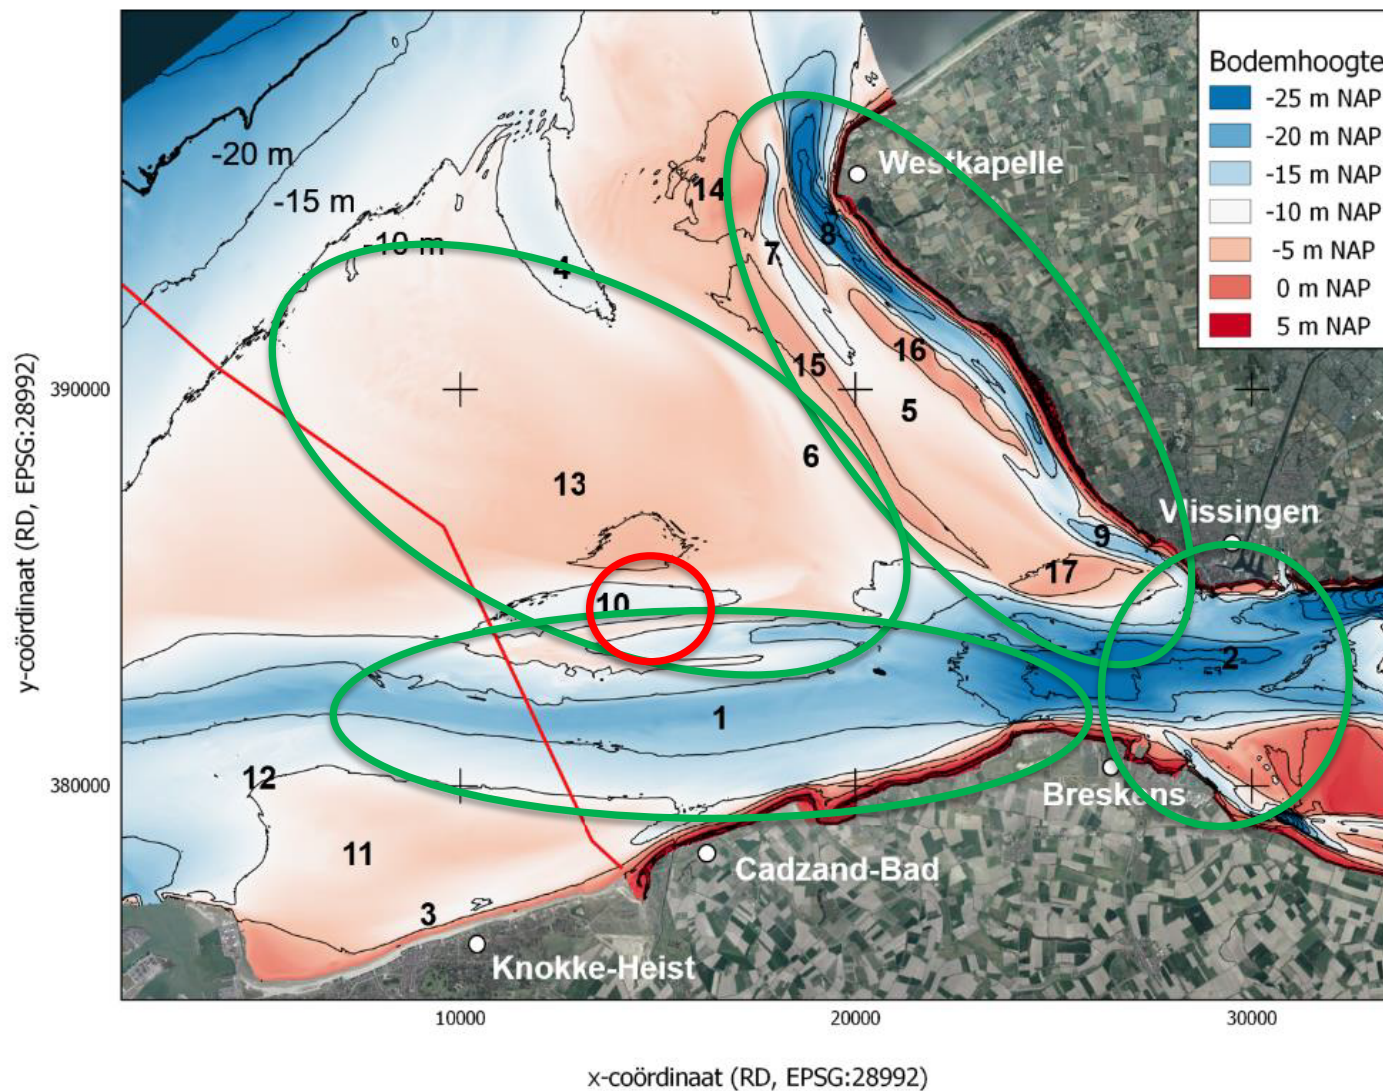 Bodemhoogte
-25 m NAP
-20 m NAP
-15 m NAP
-10 m NAP
-5 m NAP
0 m NAP
5 m NAP
-20 m
-15 m
-10 m
Westkapelle
14
8
7
4
15
16
5
6
13
Vlissingen
9
17
10
2
1
12
Breskens
11
Cadzand-Bad
3
Knokke-Heist
390000
380000
y-coördinaat (RD, EPSG:28992)
10000
20000
30000
x-coördinaat (RD, EPSG:28992)